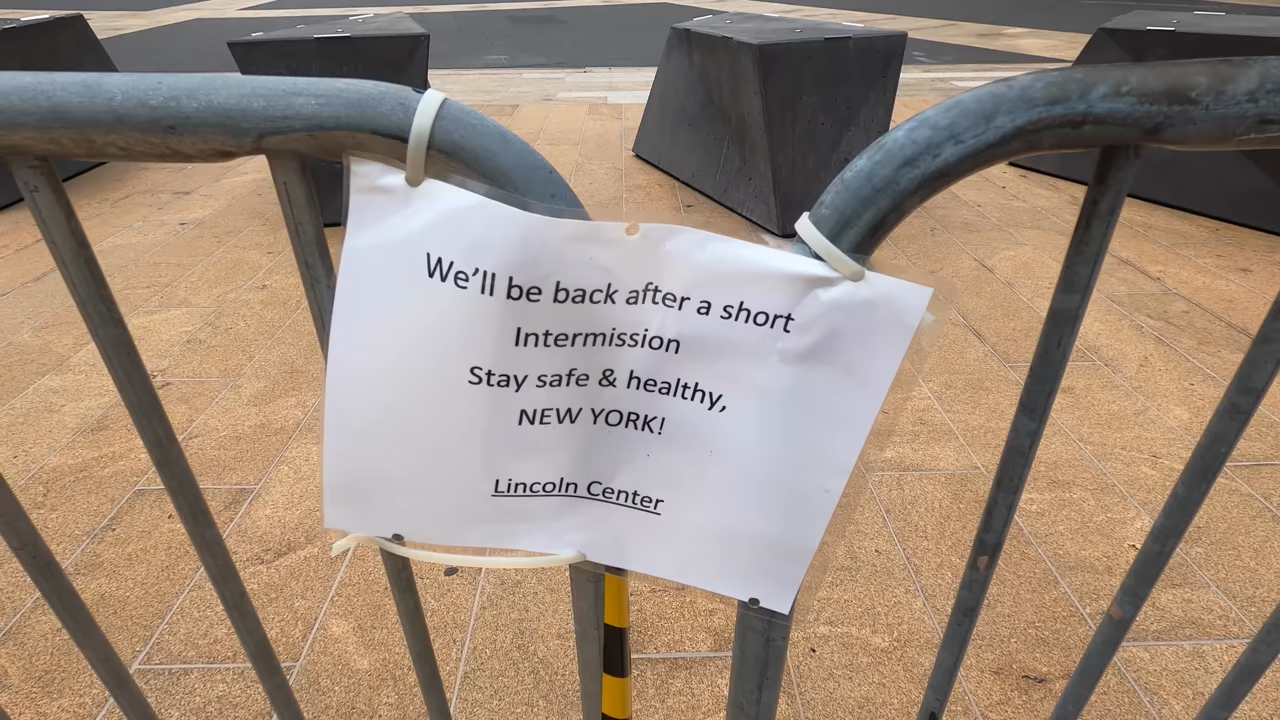 We'll be back after a short
Intermission
Stay safe & healthy,
NEW YORK!
Lincoln Center